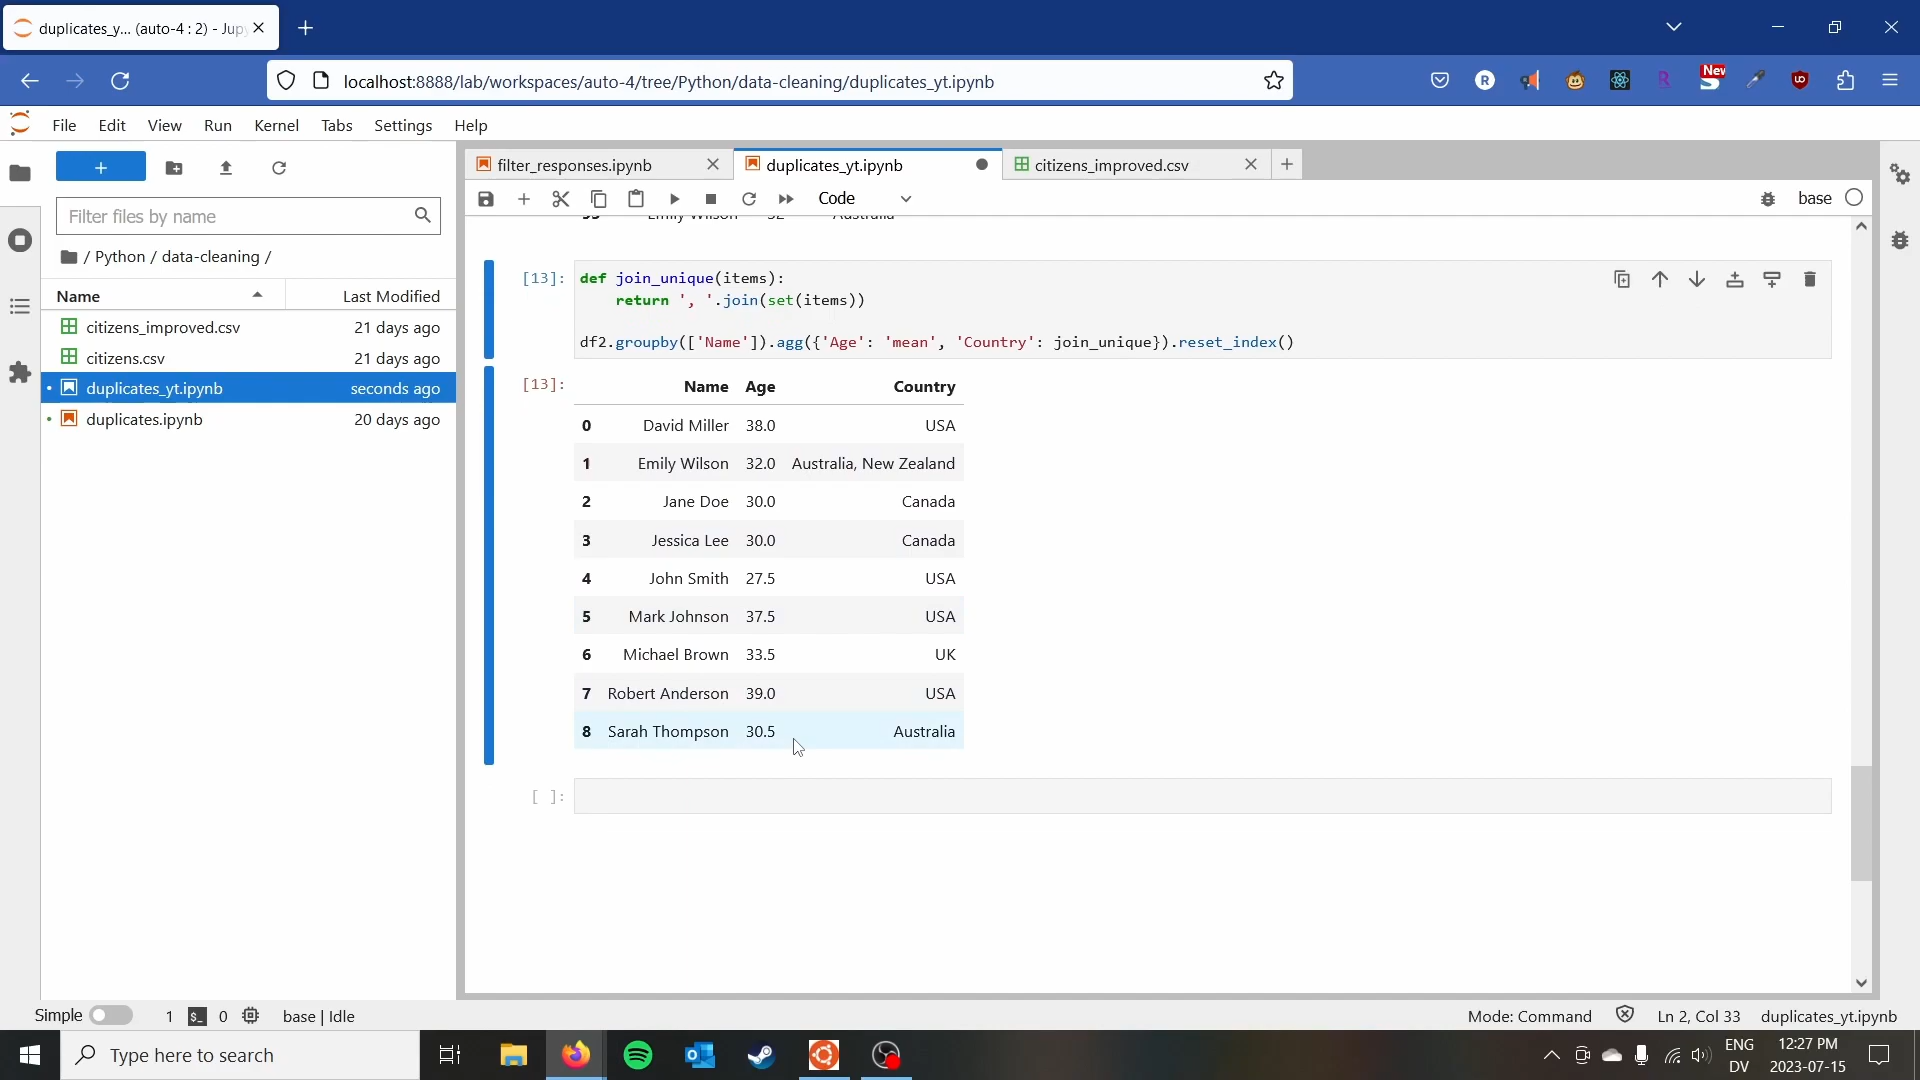 duplicates_y... (auto-4 : 2) - Jup
localhost:8888/lab/workspaces/auto-4/tree/Python/data-cleaning/duplicates_yt.ipynb
R
R
New
File Edit View Run Kernel Tabs Settings Help
filter_responses.ipynb
duplicates_yt.ipynb
citizens_improved.csv
Code
base
Filter files by name
/ Python / data-cleaning /
Name Last Modified
citizens_improved.csv 21 days ago
citizens.csv 21 days ago
duplicates_yt.ipynb seconds ago
duplicates.ipynb 20 days ago
Emily Wilson Australia
[13]: def join_unique(items):
return ', '.join(set(items))
df2.groupby(['Name']).agg({'Age': 'mean', 'Country': join_unique}).reset_index()
[13]: Name Age Country
0 David Miller 38.0 USA
1 Emily Wilson 32.0 Australia, New Zealand
2 Jane Doe 30.0 Canada
3 Jessica Lee 30.0 Canada
4 John Smith 27.5 USA
5 Mark Johnson 37.5 USA
6 Michael Brown 33.5 UK
7 Robert Anderson 39.0 USA
8 Sarah Thompson 30.5 Australia
[ ]:
Simple 1 $_ 0 base | Idle
Mode: Command Ln 2, Col 33 duplicates_yt.ipynb
Type here to search
ENG
DV
12:27 PM
2023-07-15